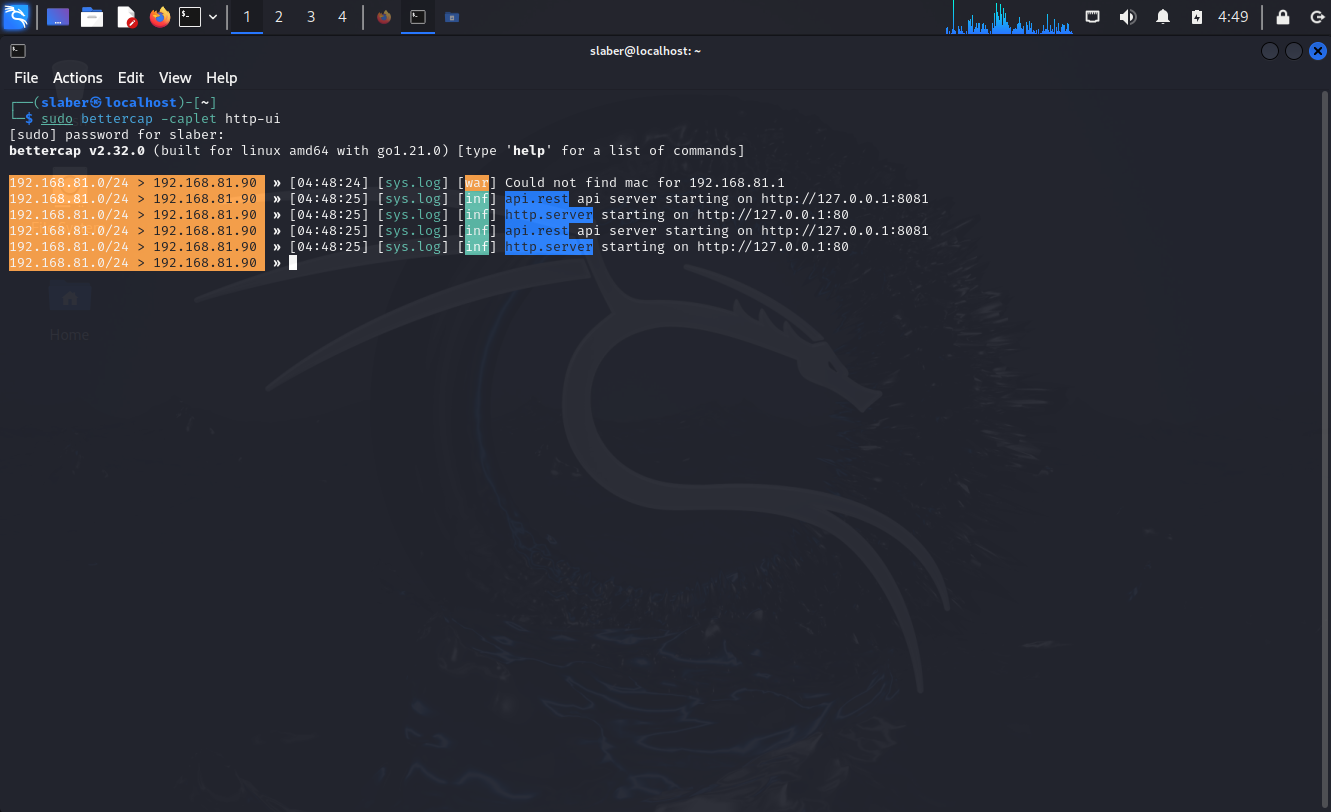 1 2 3 4 4:49
slaber@localhost: ~
File Actions Edit View Help
┌──(slaber㉿localhost)-[~]
└─$ sudo bettercap -caplet http-ui
[sudo] password for slaber:
bettercap v2.32.0 (built for linux amd64 with go1.21.0) [type 'help' for a list of commands]
192.168.81.0/24 > 192.168.81.90 » [04:48:24] [sys.log] [war] Could not find mac for 192.168.81.1
192.168.81.0/24 > 192.168.81.90 » [04:48:25] [sys.log] [inf] api.rest api server starting on http://127.0.0.1:8081
192.168.81.0/24 > 192.168.81.90 » [04:48:25] [sys.log] [inf] http.server starting on http://127.0.0.1:80
192.168.81.0/24 > 192.168.81.90 » [04:48:25] [sys.log] [inf] api.rest api server starting on http://127.0.0.1:8081
192.168.81.0/24 > 192.168.81.90 » [04:48:25] [sys.log] [inf] http.server starting on http://127.0.0.1:80
192.168.81.0/24 > 192.168.81.90 »
Home